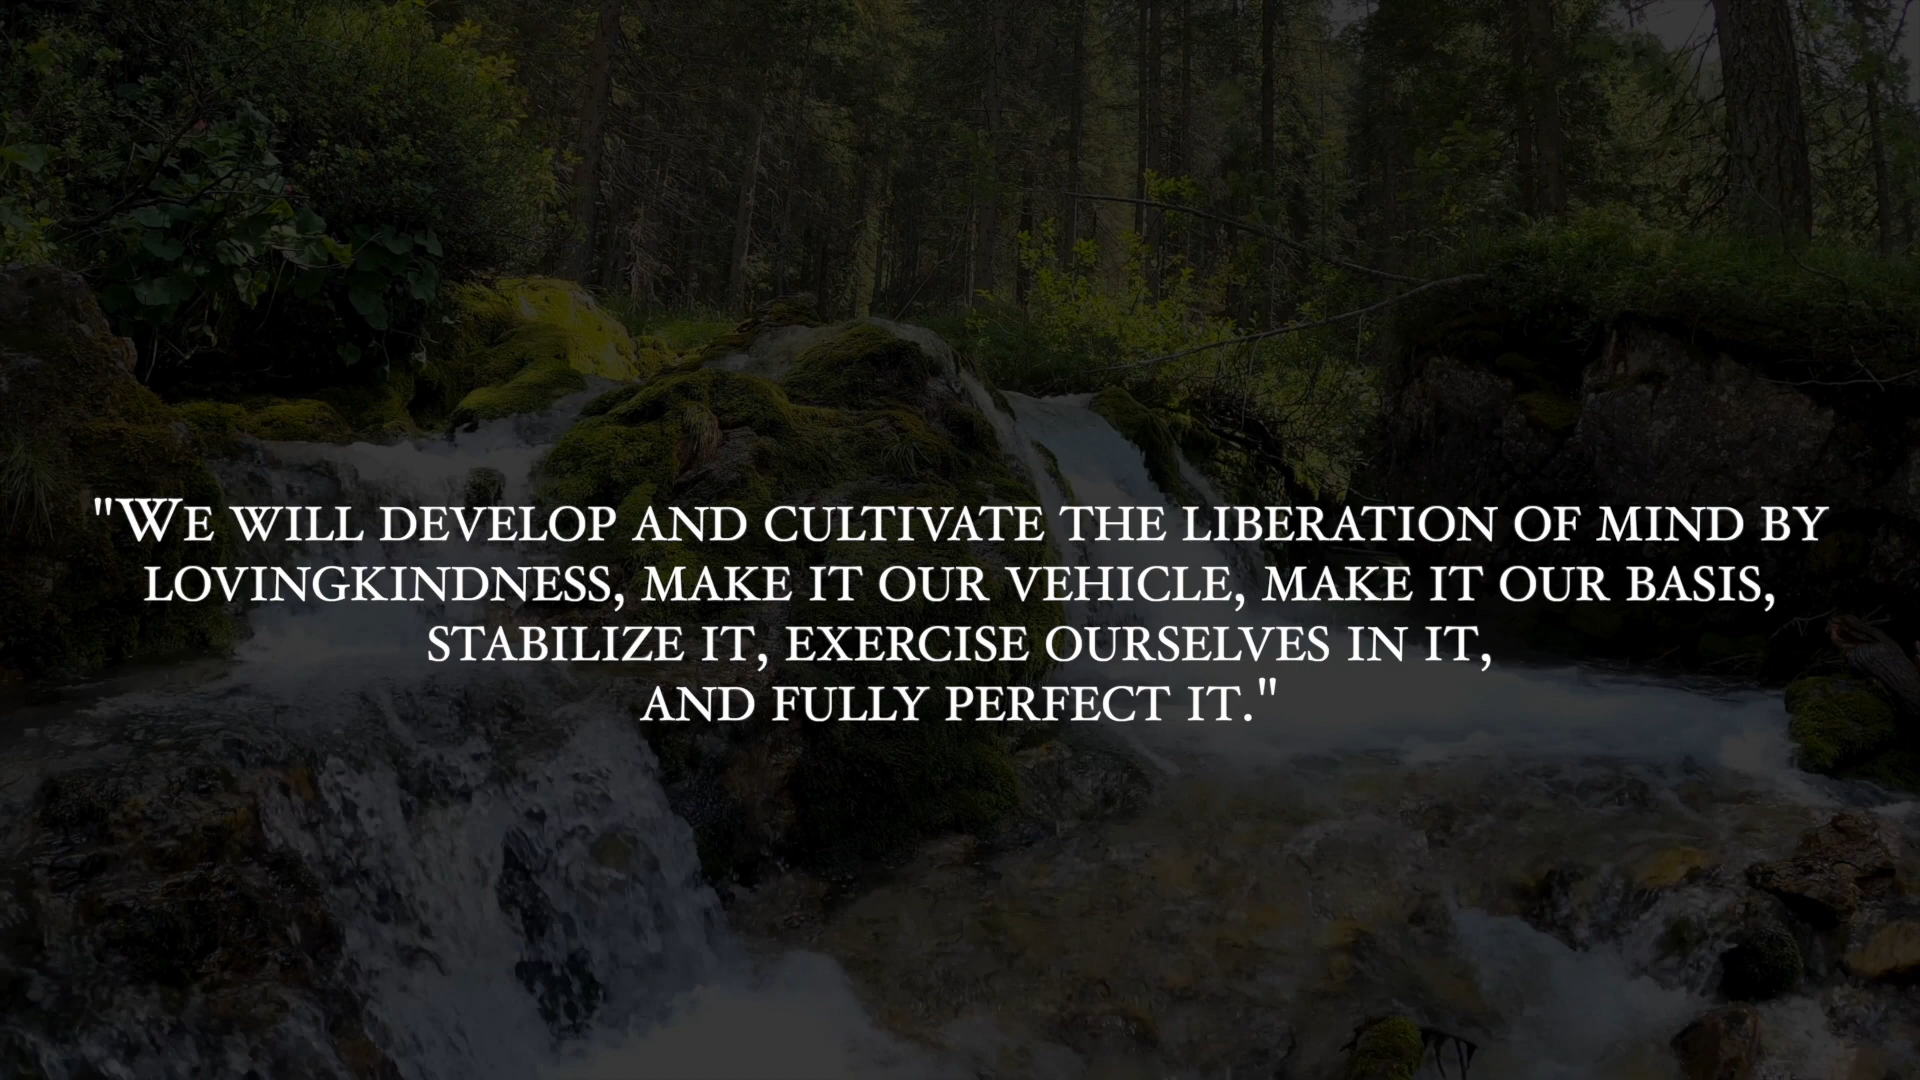 "We will develop and cultivate the liberation of mind by
lovingkindness, make it our vehicle, make it our basis,
stabilize it, exercise ourselves in it,
and fully perfect it."